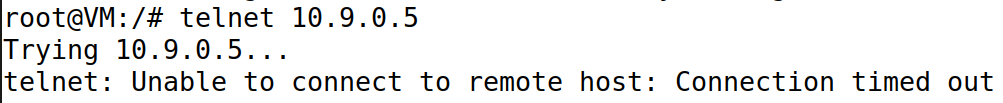 root@VM:/# telnet 10.9.0.5
Trying 10.9.0.5...
telnet: Unable to connect to remote host: Connection timed out